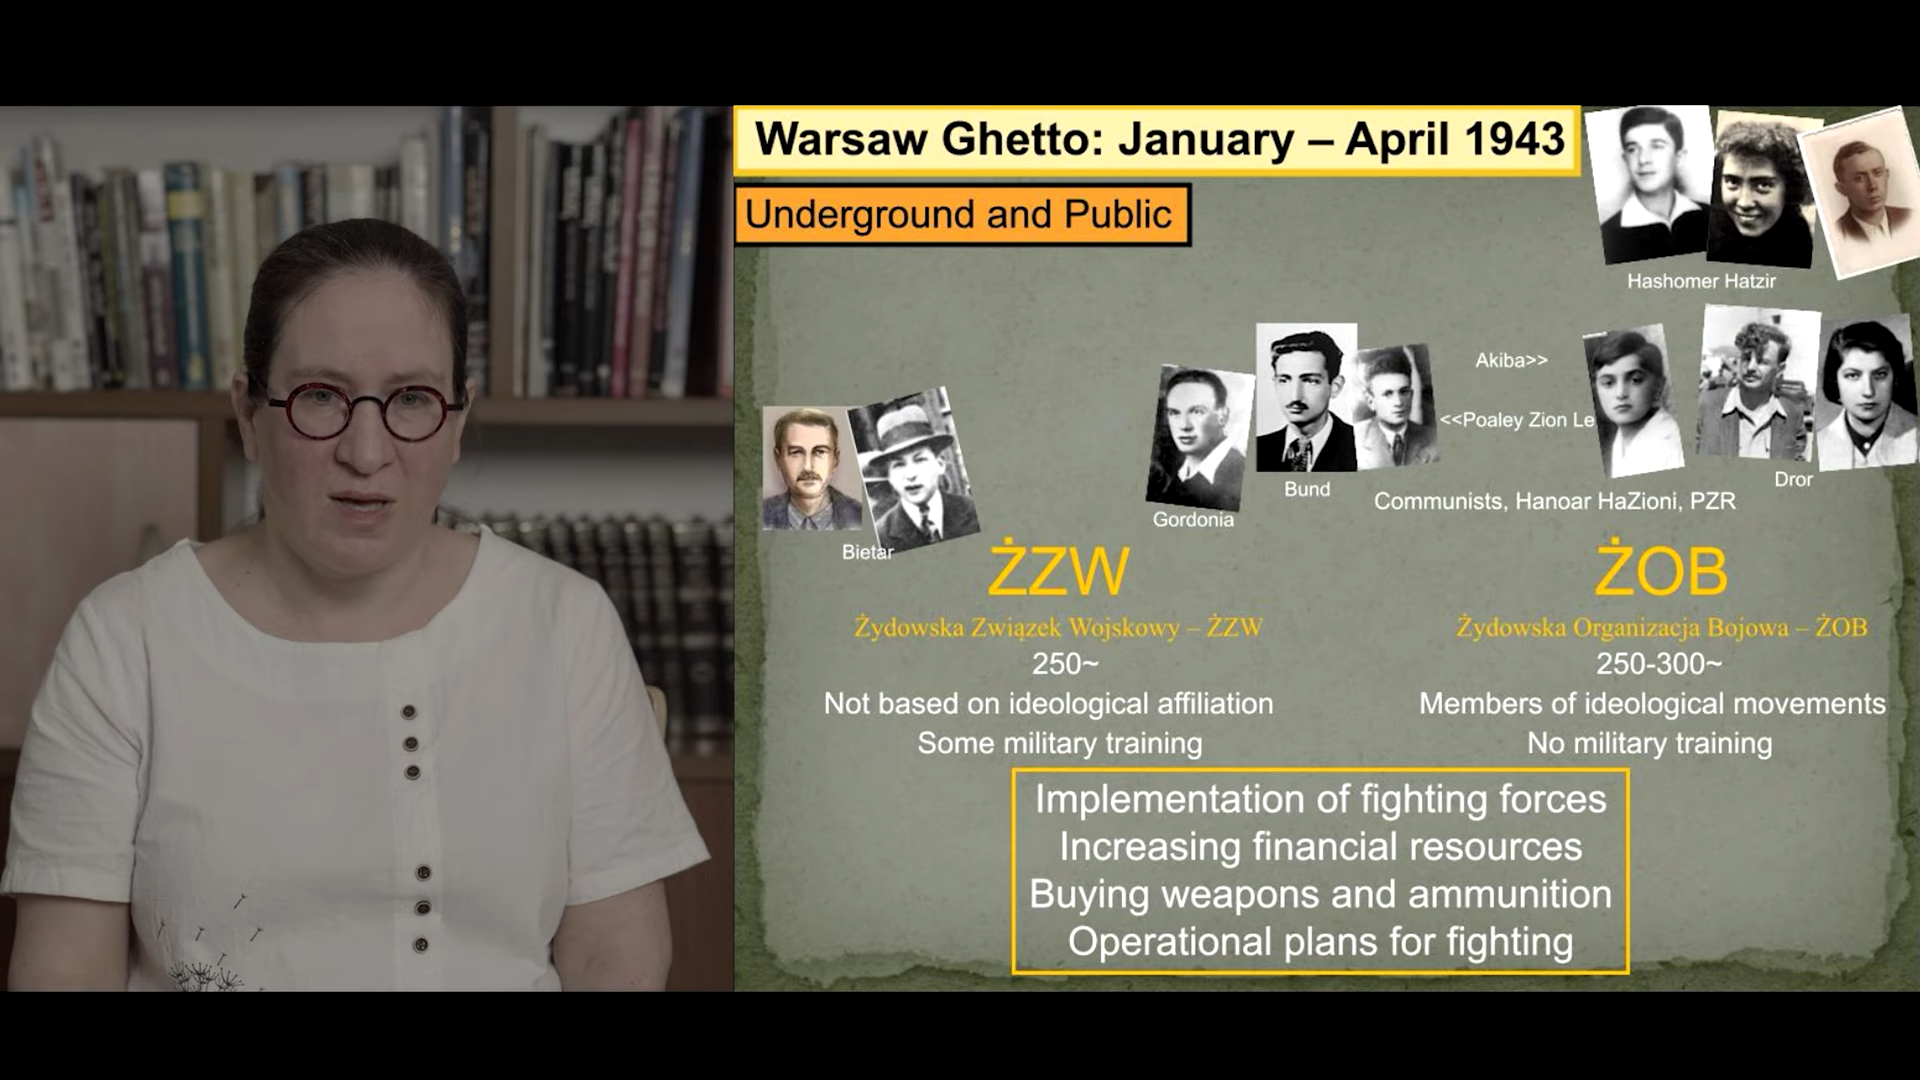 Warsaw Ghetto: January – April 1943
Underground and Public
Hashomer Hatzir
Akiba>>
<<Poaley Zion Le
Dror
Bund
Communists, Hanoar HaZioni, PZR
Gordonia
Bietar
ŻZW
Żydowska Związek Wojskowy – ŻZW
250~
Not based on ideological affiliation
Some military training
ŻOB
Żydowska Organizacja Bojowa – ŻOB
250-300~
Members of ideological movements
No military training
Implementation of fighting forces
Increasing financial resources
Buying weapons and ammunition
Operational plans for fighting